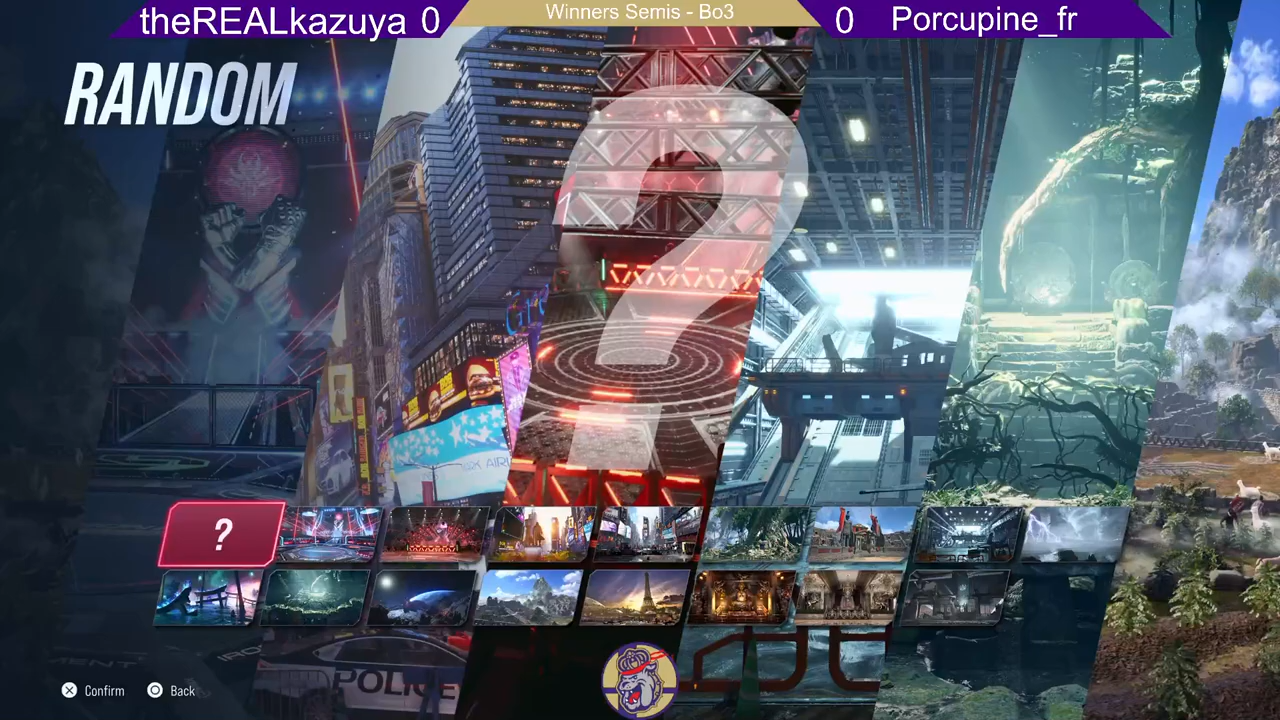 theREALkazuya 0
Winners Semis - Bo3
0 Porcupine_fr
RANDOM
?
?
POLICE
Confirm
Back